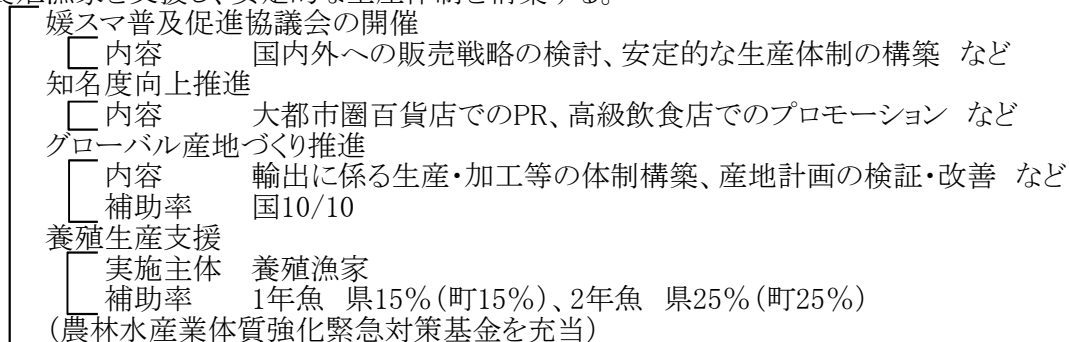 媛スマ普及促進協議会の開催
内容 国内外への販売戦略の検討、安定的な生産体制の構築 など
知名度向上推進
内容 大都市圏百貨店でのPR、高級飲食店でのプロモーション など
グローバル産地づくり推進
内容 輸出に係る生産・加工等の体制構築、産地計画の検証・改善 など
補助率 国10/10
養殖生産支援
実施主体 養殖漁家
補助率 1年魚 県15%(町15%)、2年魚 県25%(町25%)
(農林水産業体質強化緊急対策基金を充当)